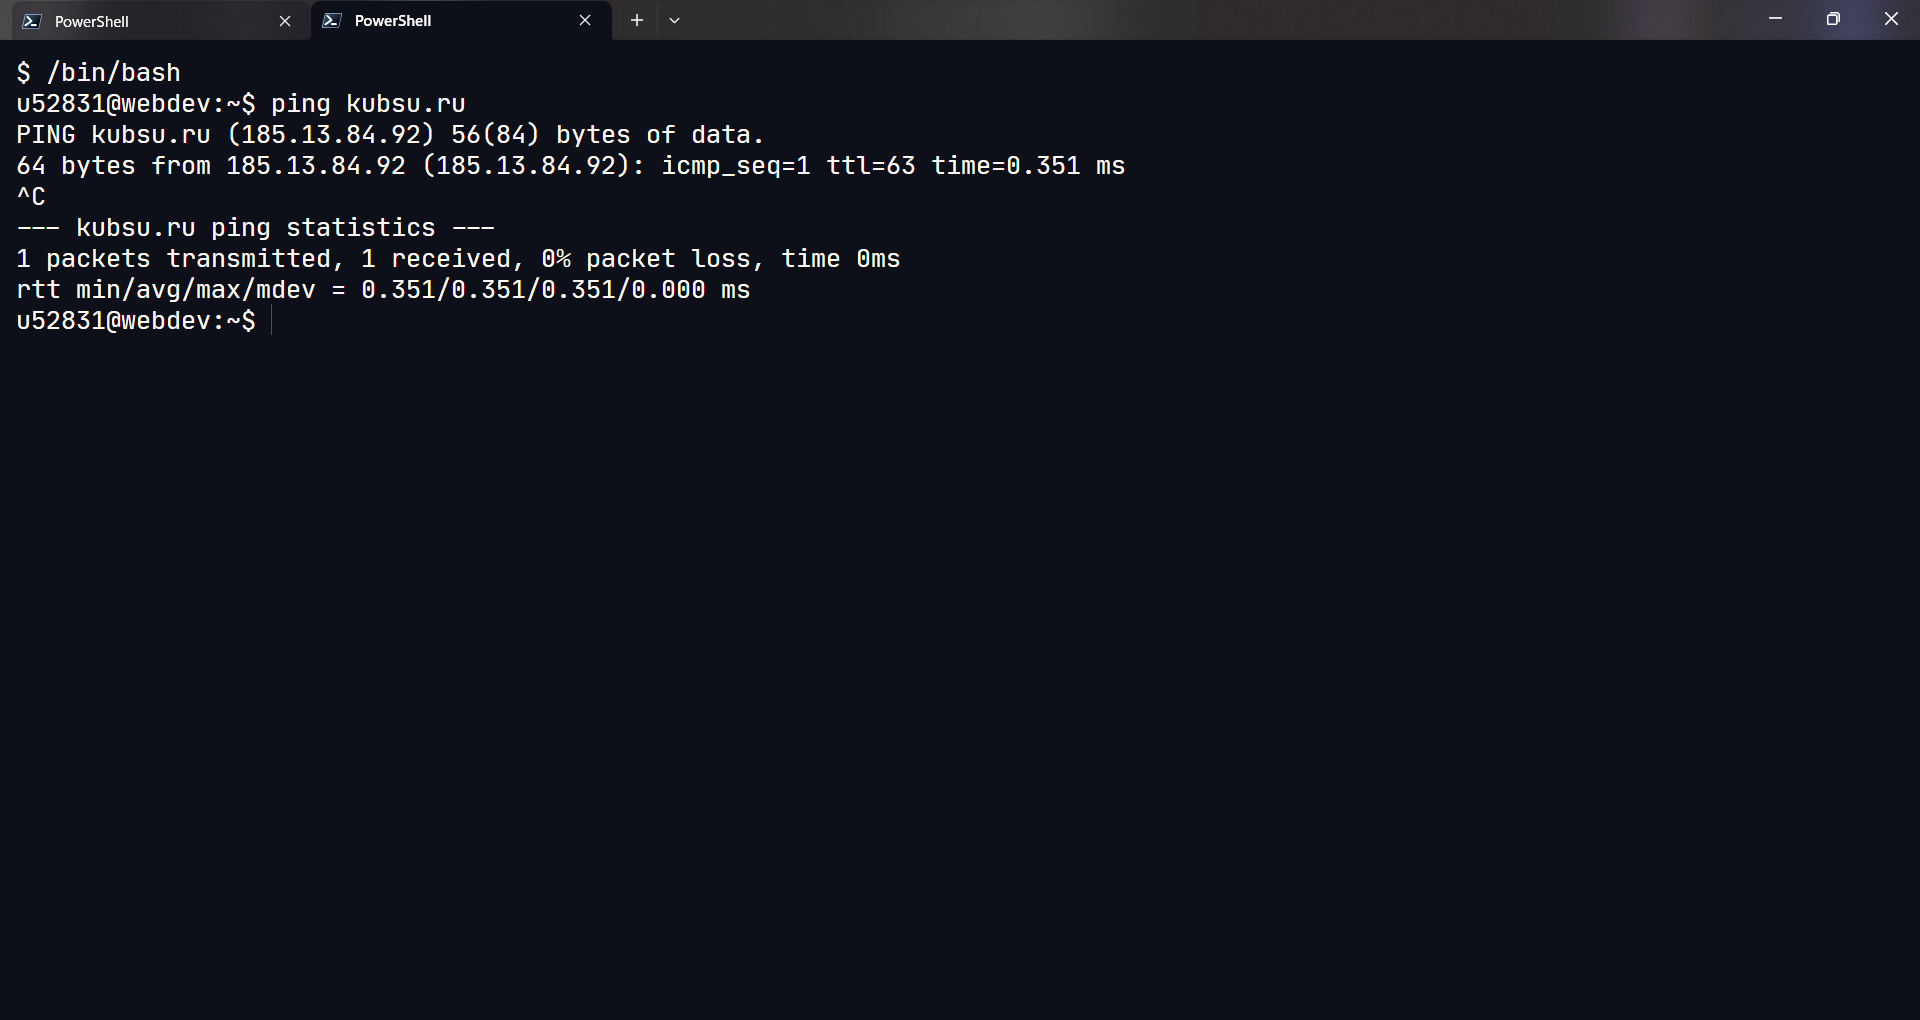 PowerShell
PowerShell
$ /bin/bash
u52831@webdev:~$ ping kubsu.ru
PING kubsu.ru (185.13.84.92) 56(84) bytes of data.
64 bytes from 185.13.84.92 (185.13.84.92): icmp_seq=1 ttl=63 time=0.351 ms
^C
--- kubsu.ru ping statistics ---
1 packets transmitted, 1 received, 0% packet loss, time 0ms
rtt min/avg/max/mdev = 0.351/0.351/0.351/0.000 ms
u52831@webdev:~$